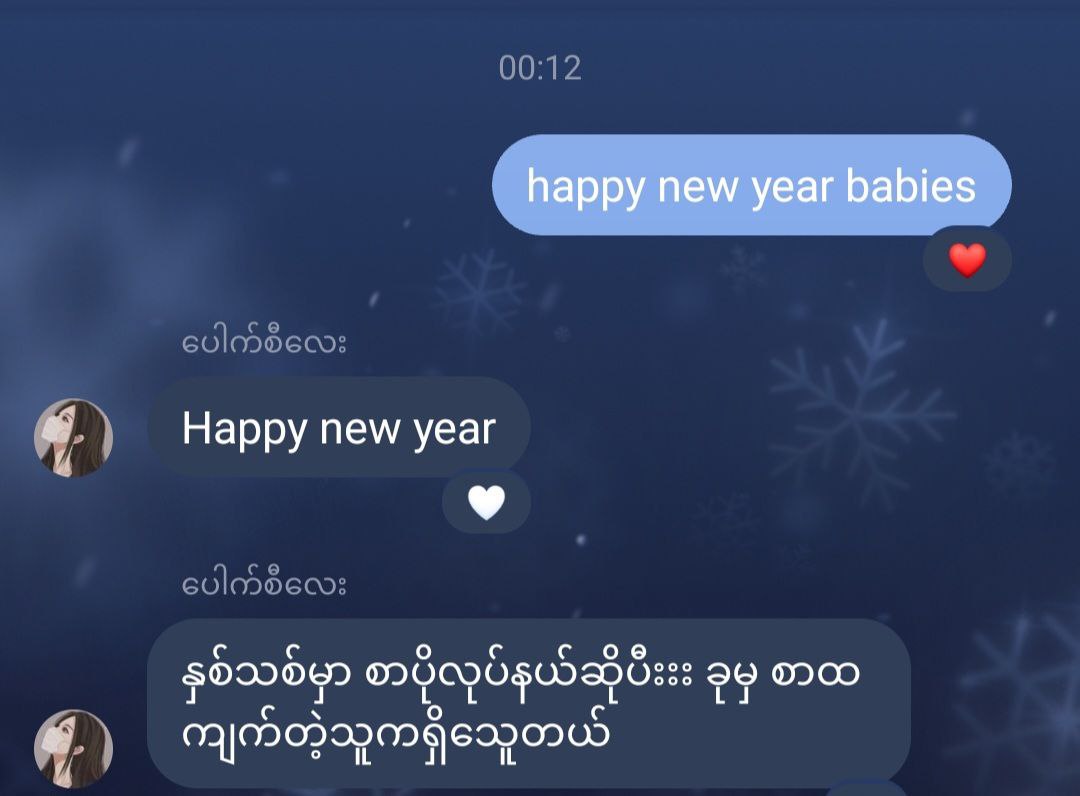 00:12
happy new year babies
ပေါက်စီလေး
Happy new year
ပေါက်စီလေး
နှစ်သစ်မှာ စာပိုလုပ်နယ်ဆိုပီးးးး ခုမှ စာထ
ကျက်တဲ့သူကရှိသေူတယ်